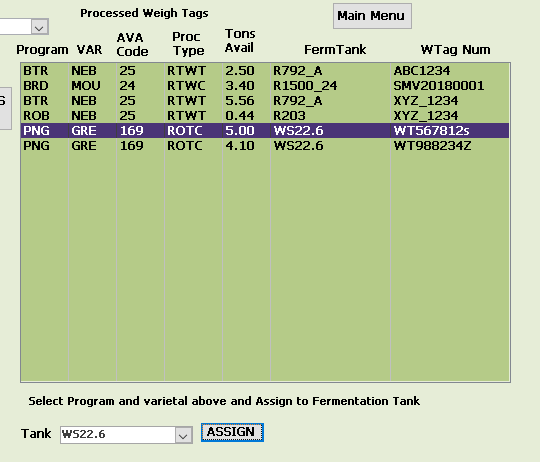 Processed Weigh Tags
Main Menu
Program VAR AVA Code Proc Type Tons Avail FermTank WTag Num
BTR NEB 25 RTWT 2.50 R792_A ABC1234
BRD MOU 24 RTWC 3.40 R1500_24 SMV20180001
BTR NEB 25 RTWT 5.56 R792_A XYZ_1234
ROB NEB 25 RTWT 0.44 R203 XYZ_1234
PNG GRE 169 ROTC 5.00 WS22.6 WT567812s
PNG GRE 169 ROTC 4.10 WS22.6 WT988234Z
Select Program and varietal above and Assign to Fermentation Tank
Tank WS22.6 ASSIGN